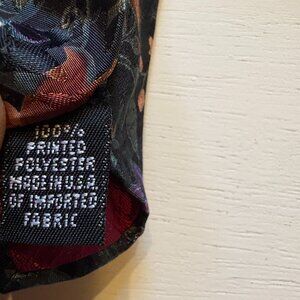 100%
PRINTED
POLYESTER
MADE IN U.S.A.
OF IMPORTED
FABRIC